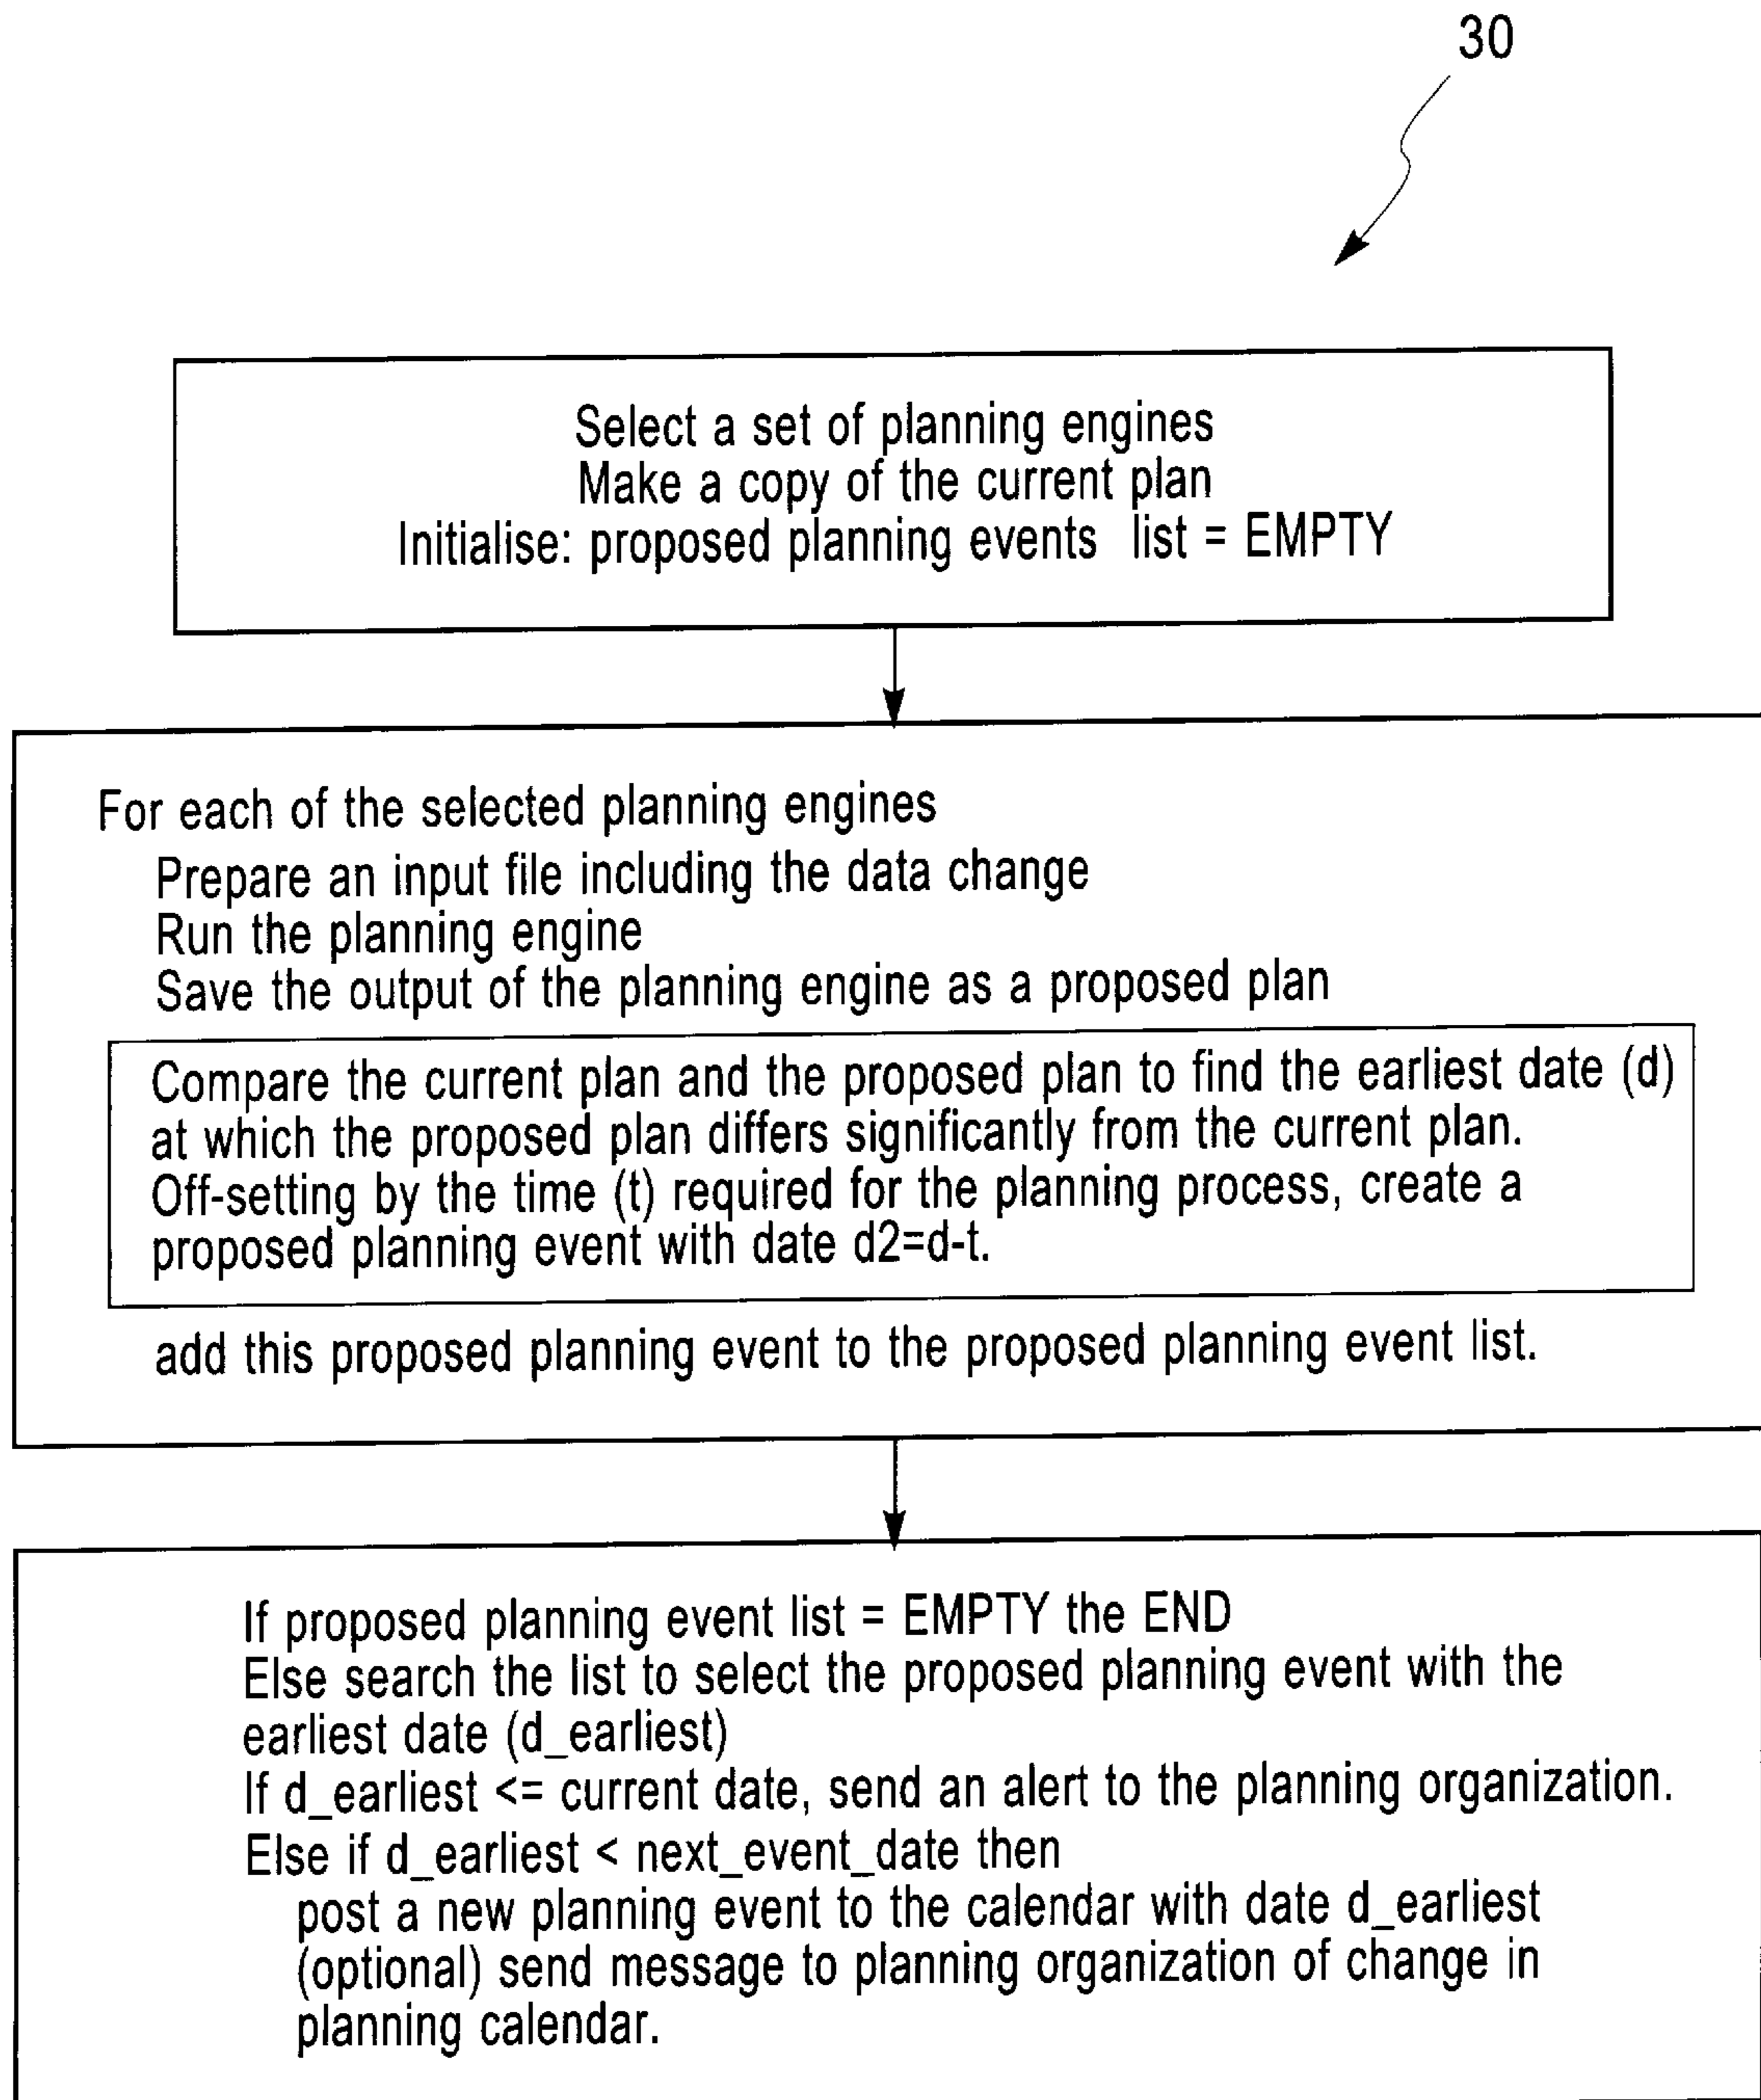 30
Select a set of planning engines
Make a copy of the current plan
Initialise: proposed planning events list = EMPTY
For each of the selected planning engines
Prepare an input file including the data change
Run the planning engine
Save the output of the planning engine as a proposed plan
Compare the current plan and the proposed plan to find the earliest date (d)
at which the proposed plan differs significantly from the current plan.
Off-setting by the time (t) required for the planning process, create a
proposed planning event with date d2=d-t.
add this proposed planning event to the proposed planning event list.
If proposed planning event list = EMPTY the END
Else search the list to select the proposed planning event with the
earliest date (d_earliest)
If d_earliest <= current date, send an alert to the planning organization.
Else if d_earliest < next_event_date then
post a new planning event to the calendar with date d_earliest
(optional) send message to planning organization of change in
planning calendar.